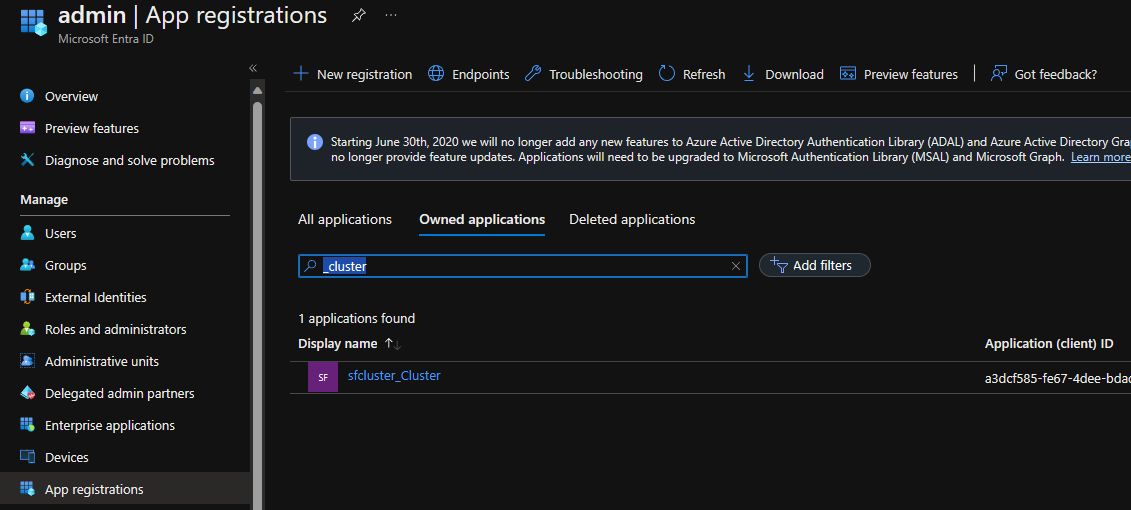 admin | App registrations
Microsoft Entra ID
Overview
Preview features
Diagnose and solve problems
Manage
Users
Groups
External Identities
Roles and administrators
Administrative units
Delegated admin partners
Enterprise applications
Devices
App registrations
New registration Endpoints Troubleshooting Refresh Download Preview features Got feedback?
Starting June 30th, 2020 we will no longer add any new features to Azure Active Directory Authentication Library (ADAL) and Azure Active Directory Gra
no longer provide feature updates. Applications will need to be upgraded to Microsoft Authentication Library (MSAL) and Microsoft Graph. Learn more
All applications Owned applications Deleted applications
_cluster
Add filters
1 applications found
Display name Application (client) ID
SF sfcluster_Cluster a3dcf585-fe67-4dee-bdac